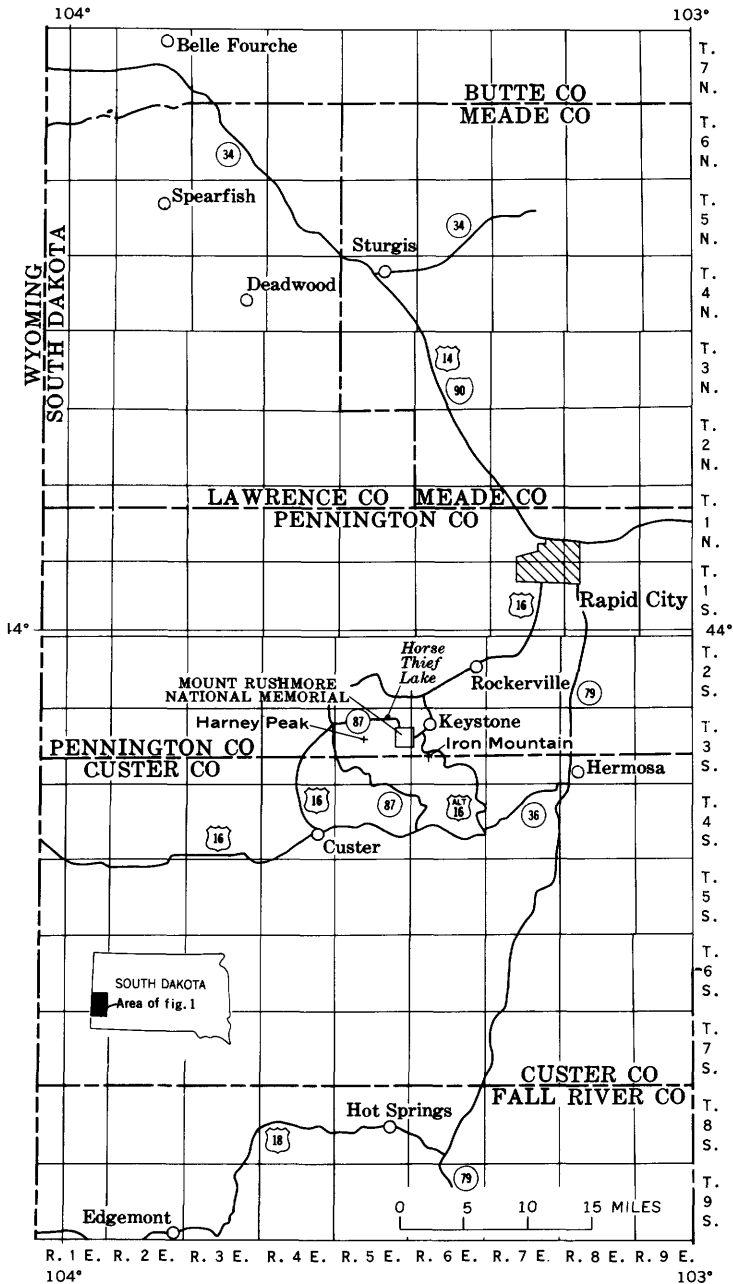 104° 103°
Belle Fourche
T.
7
N.
BUTTE CO
MEADE CO
T.
6
N.
34
Spearfish
T.
5
N.
34
Sturgis
WYOMING
SOUTH DAKOTA
Deadwood
T.
4
N.
14
90
T.
3
N.
T.
2
N.
LAWRENCE CO MEADE CO
PENNINGTON CO
T.
1
N.
T.
1
S.
16
Rapid City
14° 44°
Horse
Thief
Lake
T.
2
S.
MOUNT RUSHMORE
NATIONAL MEMORIAL
Rockerville
79
Harney Peak
87
Keystone
Iron Mountain
T.
3
S.
PENNINGTON CO
CUSTER CO
Hermosa
16
87
ALT
16
36
T.
4
S.
16
Custer
T.
5
S.
SOUTH DAKOTA
Area of fig. 1
T.
6
S.
T.
7
S.
CUSTER CO
FALL RIVER CO
Hot Springs
T.
8
S.
18
79
T.
9
S.
0 5 10 15 MILES
Edgemont
R. 1 E. R. 2 E. R. 3 E. R. 4 E. R. 5 E. R. 6 E. R. 7 E. R. 8 E. R. 9 E.
104° 103°